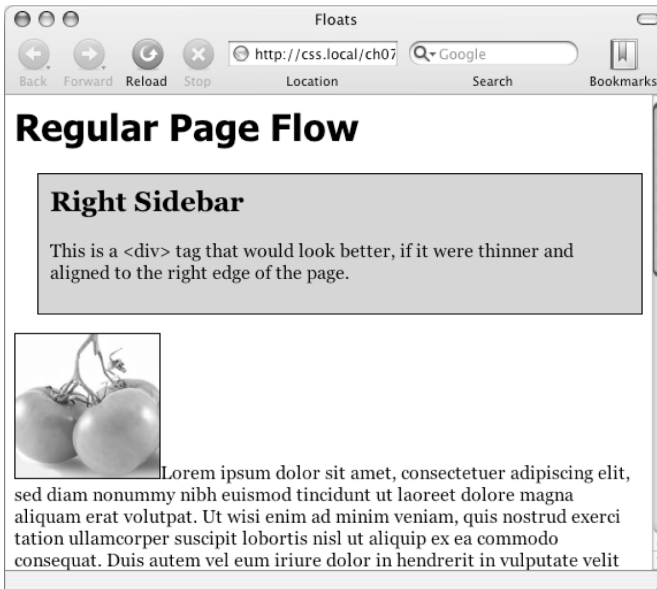 Floats
http://css.local/ch07
Google
Back Forward Reload Stop Location Search Bookmarks
Regular Page Flow
Right Sidebar
This is a <div> tag that would look better, if it were thinner and
aligned to the right edge of the page.
Lorem ipsum dolor sit amet, consectetuer adipiscing elit,
sed diam nonummy nibh euismod tincidunt ut laoreet dolore magna
aliquam erat volutpat. Ut wisi enim ad minim veniam, quis nostrud exerci
tation ullamcorper suscipit lobortis nisl ut aliquip ex ea commodo
consequat. Duis autem vel eum iriure dolor in hendrerit in vulputate velit